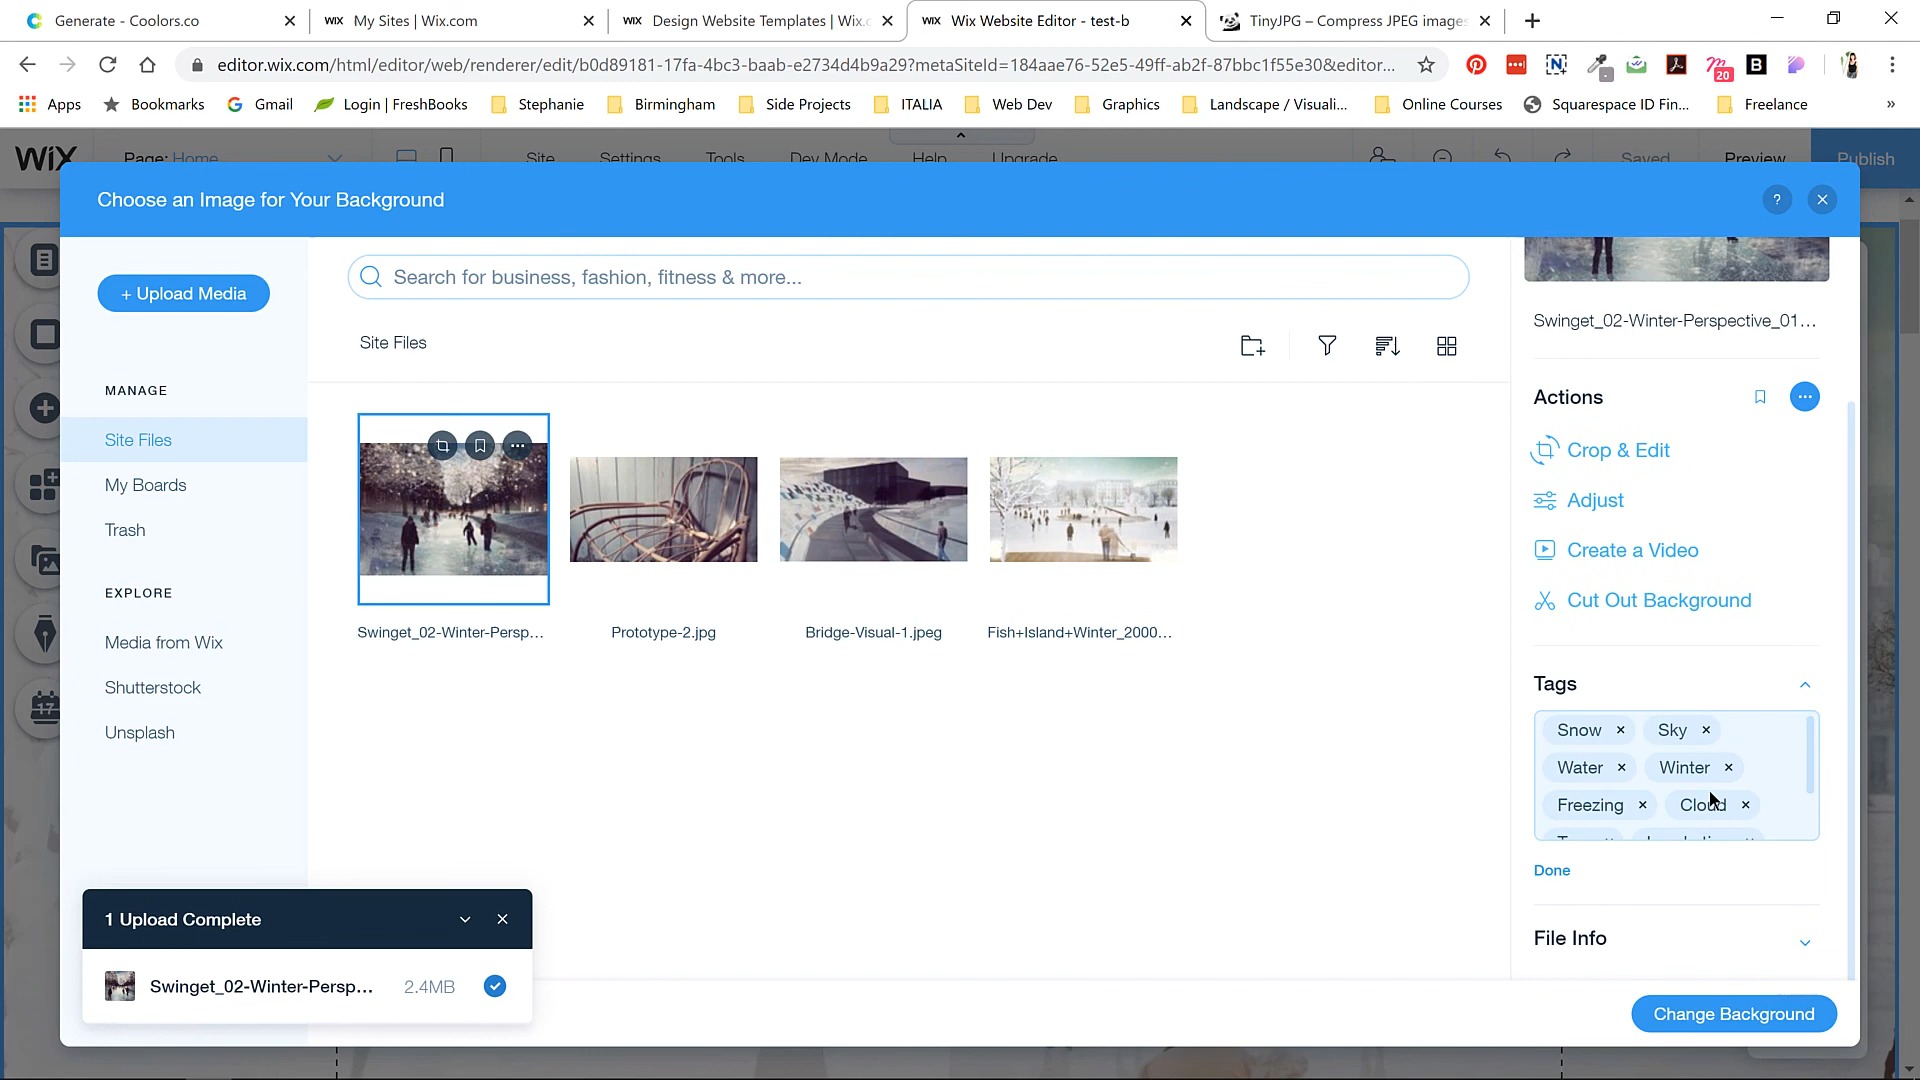 Generate - Coolors.co
My Sites | Wix.com
Design Website Templates | Wix.c
Wix Website Editor - test-b
TinyJPG – Compress JPEG images
editor.wix.com/html/editor/web/renderer/edit/b0d89181-17fa-4bc3-baab-e2734d4b9a29?metaSiteId=184aae76-52e5-49ff-ab2f-87bbc1f55e30&editor...
20
Apps Bookmarks Gmail Login | FreshBooks Stephanie Birmingham Side Projects ITALIA Web Dev Graphics Landscape / Visuali... Online Courses Squarespace ID Fin... Freelance »
WiX Page: Home Site Settings Tools Dev Mode Help Upgrade Saved Preview Publish
Choose an Image for Your Background
+ Upload Media
MANAGE
Site Files
My Boards
Trash
EXPLORE
Media from Wix
Shutterstock
Unsplash
17
Search for business, fashion, fitness & more...
Site Files
Swinget_02-Winter-Persp...
Prototype-2.jpg
Bridge-Visual-1.jpeg
Fish+Island+Winter_2000...
Swinget_02-Winter-Perspective_01...
Actions
Crop & Edit
Adjust
Create a Video
Cut Out Background
Tags
Snow × Sky ×
Water × Winter ×
Freezing × Cloud ×
Done
File Info
1 Upload Complete
Swinget_02-Winter-Persp... 2.4MB
Change Background